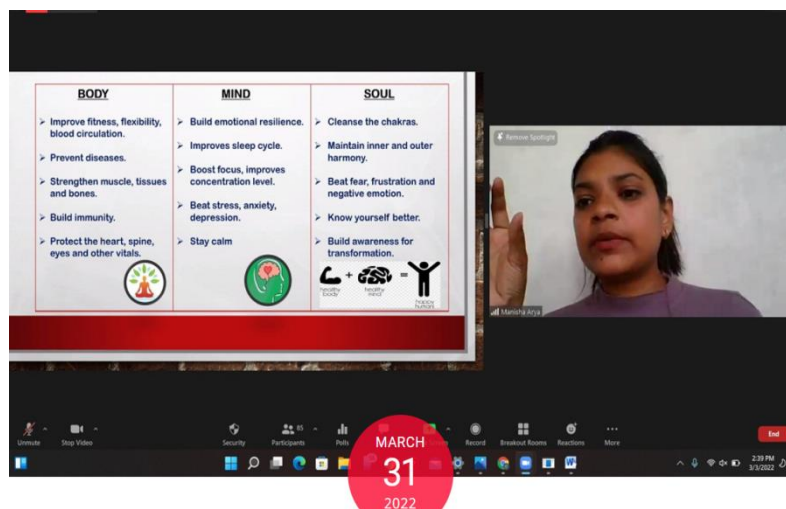 BODY
➢ Improve fitness, flexibility,
blood circulation.
➢ Prevent diseases.
➢ Strengthen muscle, tissues
and bones.
➢ Build immunity.
➢ Protect the heart, spine,
eyes and other vitals.
MIND
➢ Build emotional resilience.
➢ Improves sleep cycle.
➢ Boost focus, improves
concentration level.
➢ Beat stress, anxiety,
depression.
➢ Stay calm
SOUL
➢ Cleanse the chakras.
➢ Maintain inner and outer
harmony.
➢ Beat fear, frustration and
negative emotion.
➢ Know yourself better.
➢ Build awareness for
transformation.
+ =
healthy
body
healthy
mind
happy
human
Remove Spotlight
Manisha Arya
Unmute
Stop Video
Security
Participants
85
Polls
Record
Breakout Rooms
Reactions
More
End
MARCH
31
2022
2:39 PM
3/3/2022